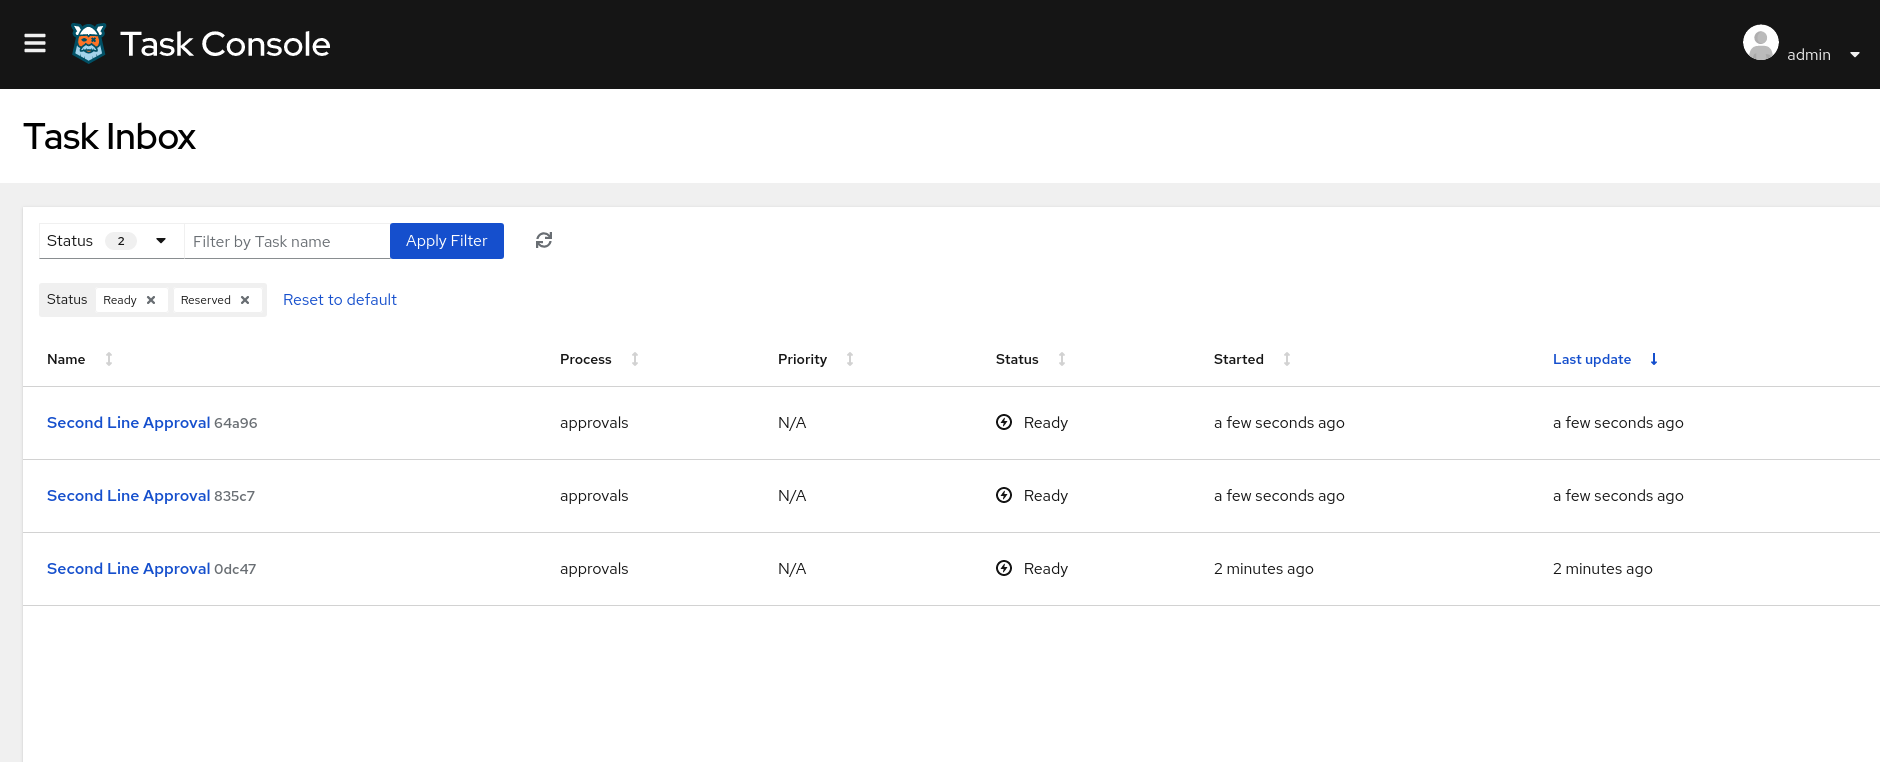 Task Console
admin
Task Inbox
Status 2 Filter by Task name Apply Filter
Status Ready Reserved Reset to default
Name Process Priority Status Started Last update
Second Line Approval 64a96 approvals N/A Ready a few seconds ago a few seconds ago
Second Line Approval 835c7 approvals N/A Ready a few seconds ago a few seconds ago
Second Line Approval 0dc47 approvals N/A Ready 2 minutes ago 2 minutes ago